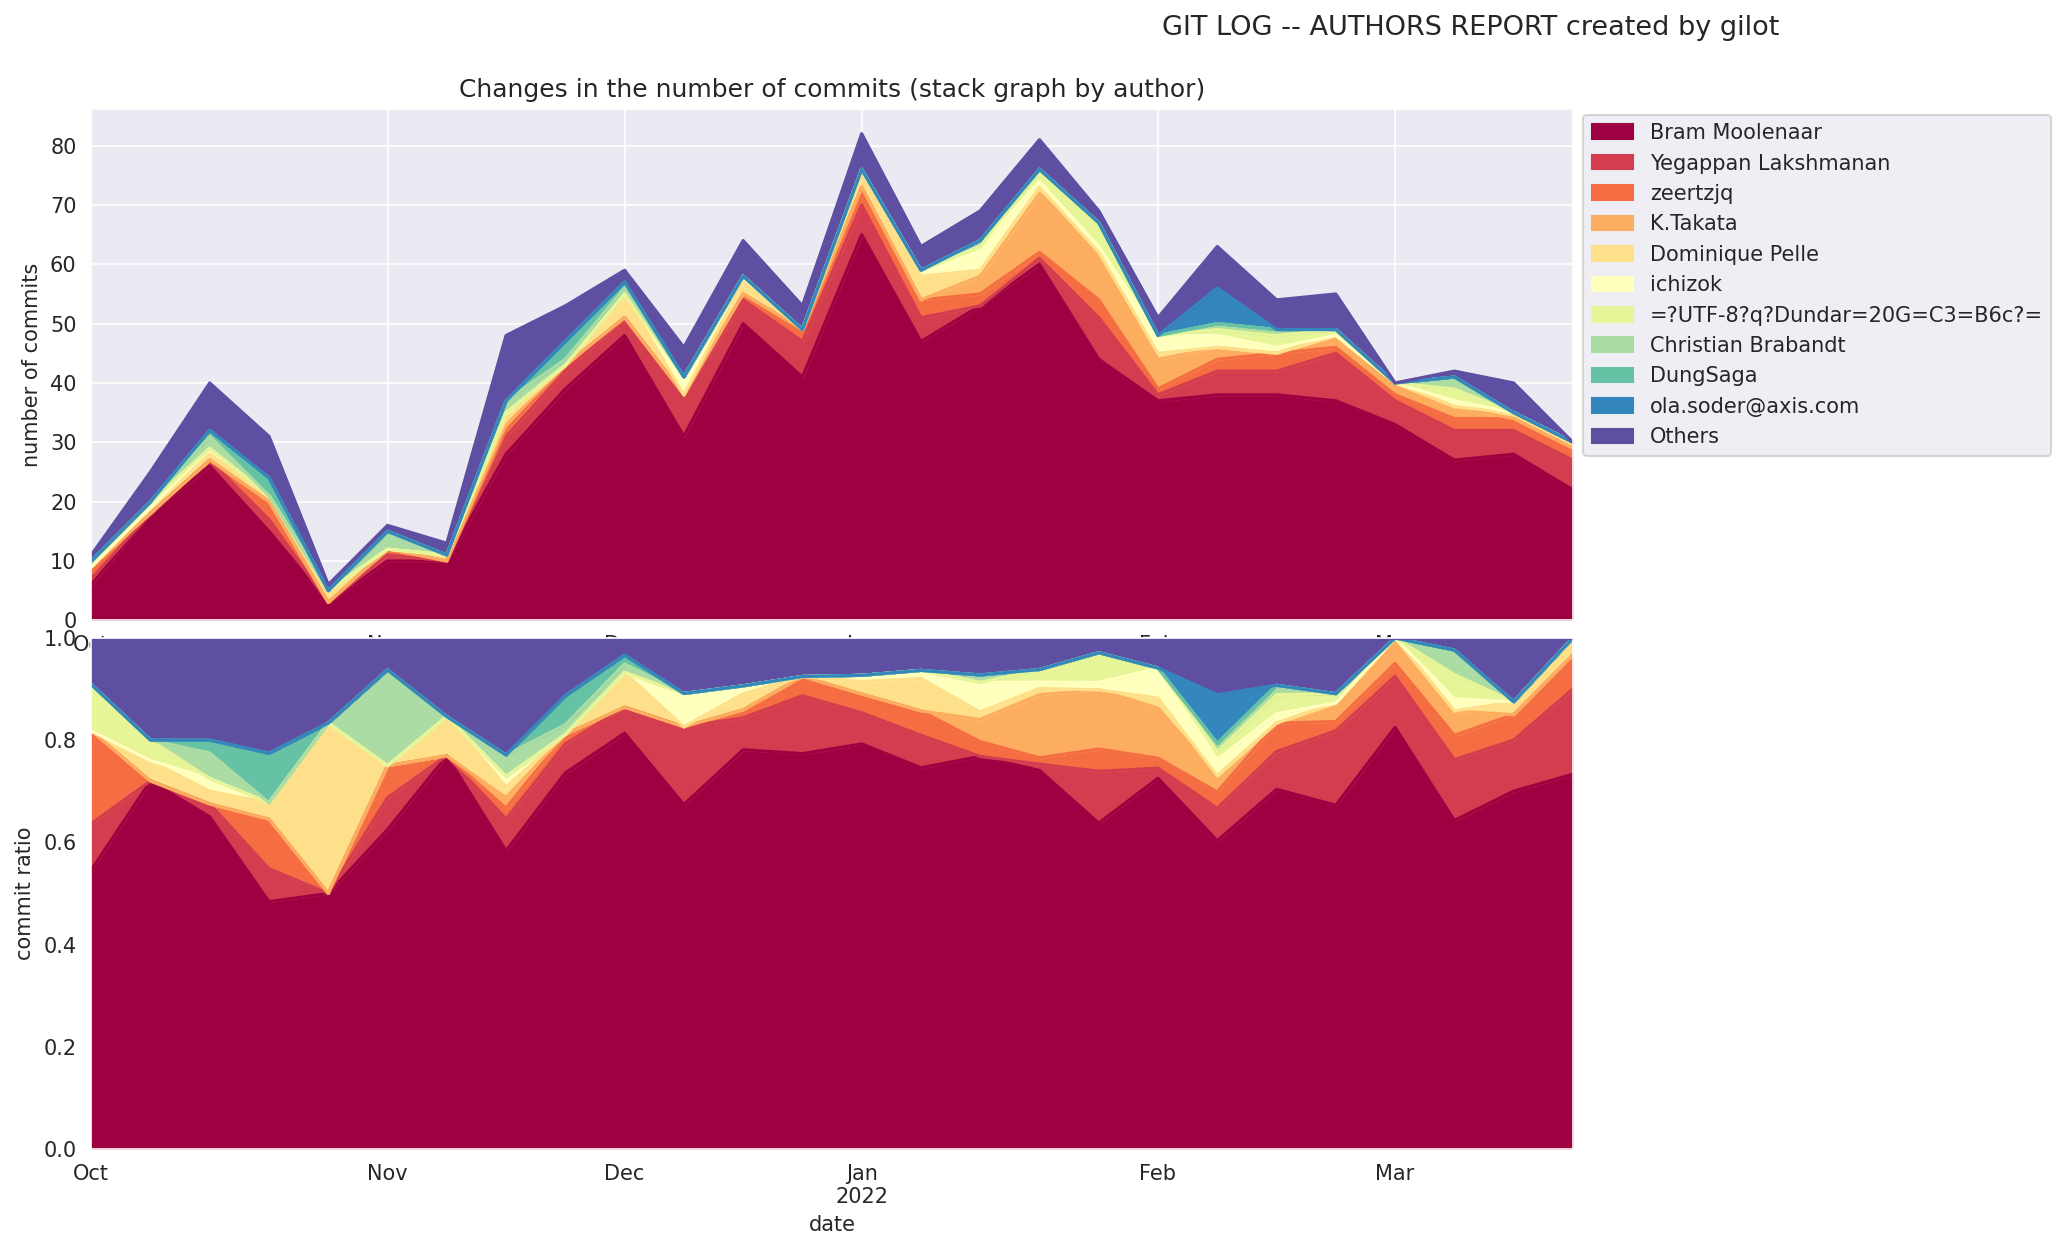 GIT LOG -- AUTHORS REPORT created by gilot
Changes in the number of commits (stack graph by author)
number of commits
80
70
60
50
40
30
20
10
0
Bram Moolenaar
Yegappan Lakshmanan
zeertzjq
K.Takata
Dominique Pelle
ichizok
=?UTF-8?q?Dundar=20G=C3=B6c?=
Christian Brabandt
DungSaga
ola.soder@axis.com
Others
commit ratio
1.0
0.8
0.6
0.4
0.2
0.0
Oct Nov Dec Jan Feb Mar
2022
date